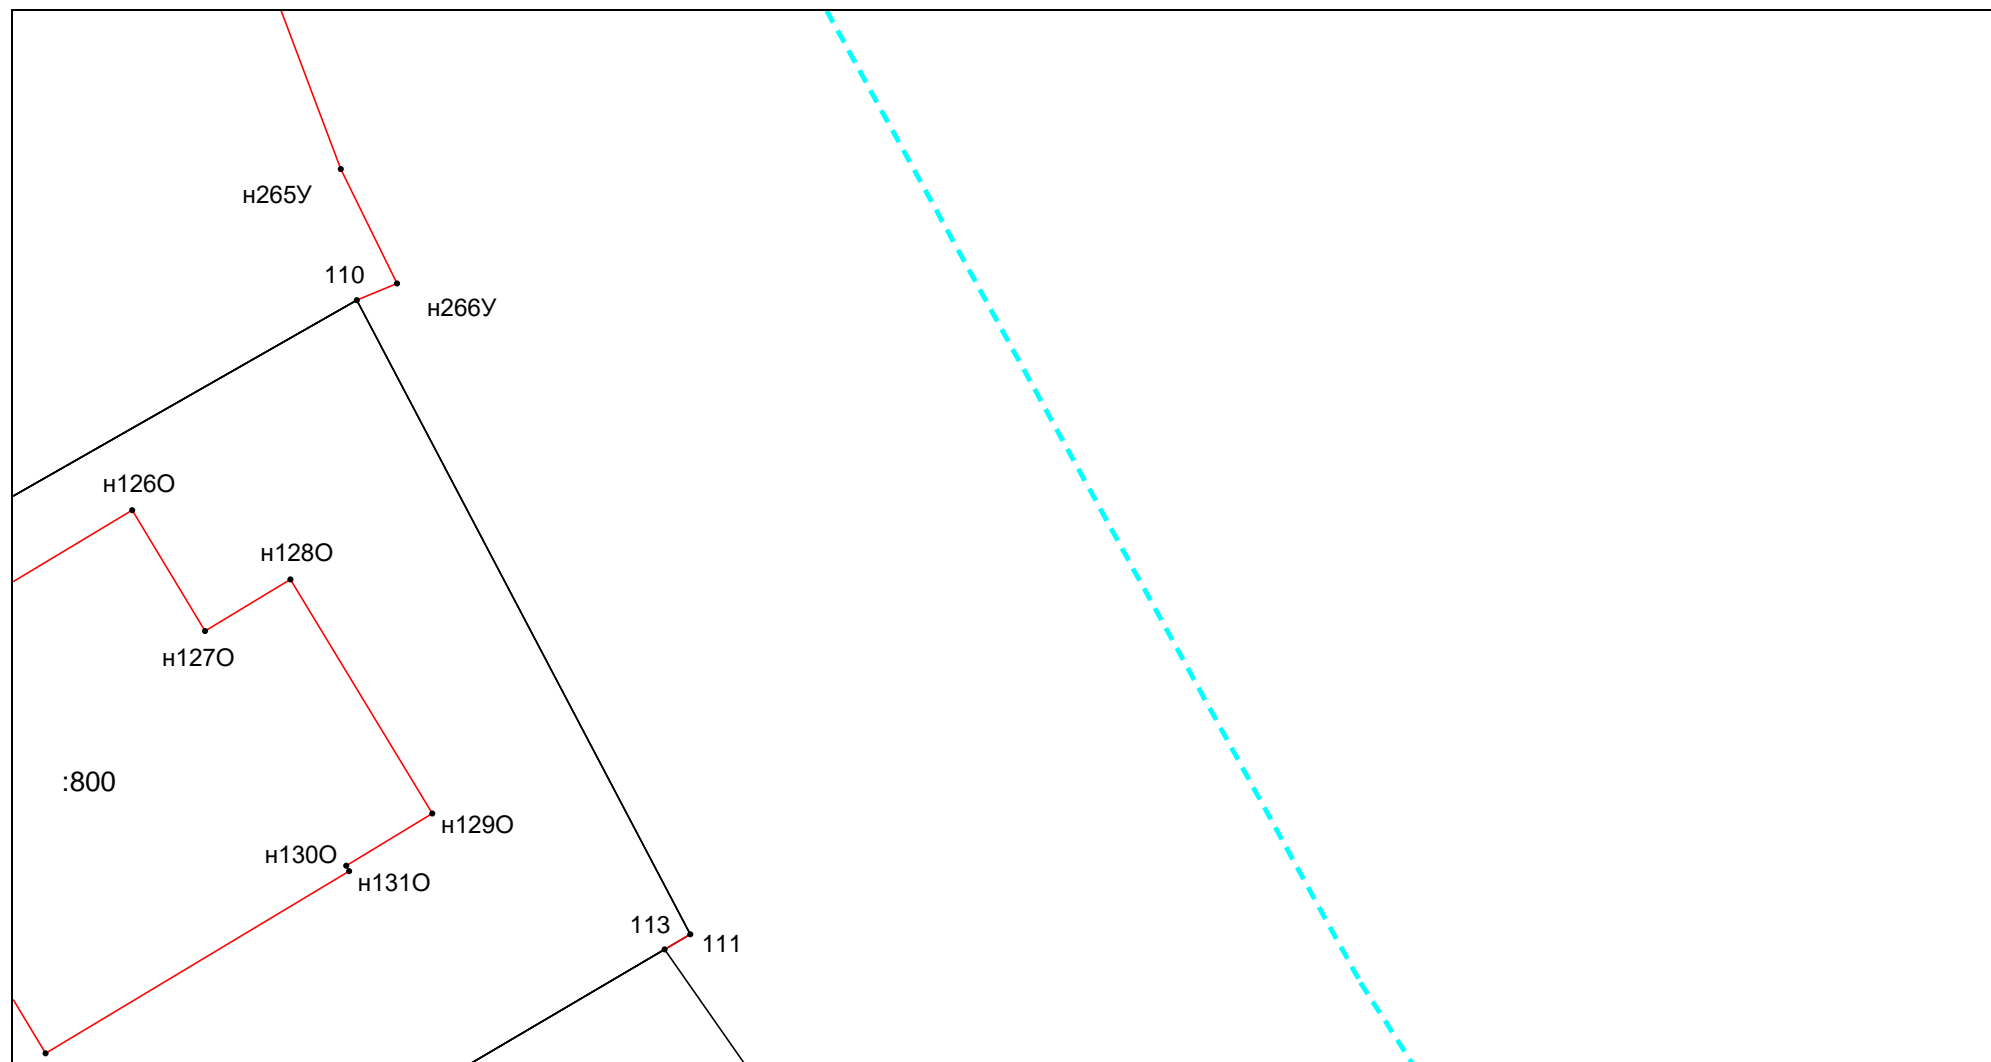 н265У
110
н266У
н126О
н128О
н127О
:800
н129О
н130О
н131О
113
111